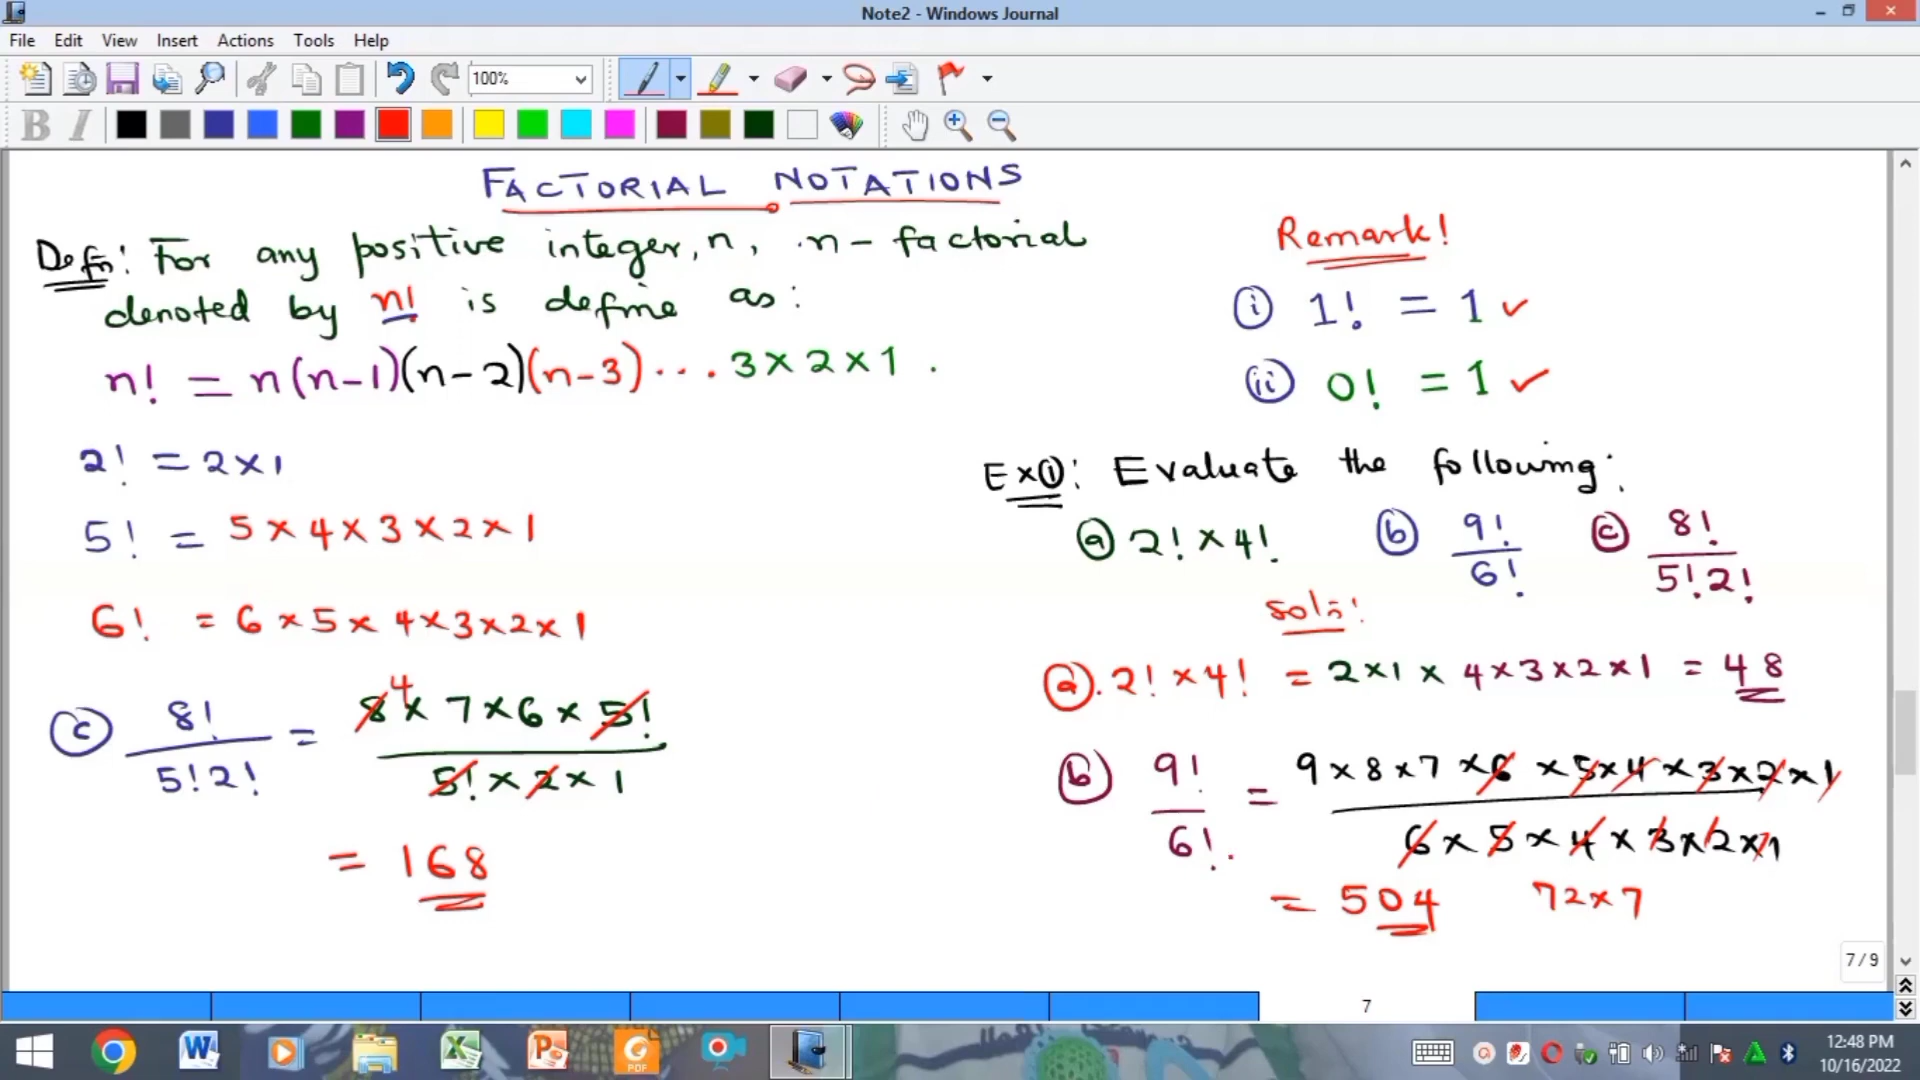 Note2 - Windows Journal
File Edit View Insert Actions Tools Help
100%
B I
FACTORIAL NOTATIONS
Defn: For any positive integer, n, n - factorial
denoted by n! is define as:
n! = n(n-1)(n-2)(n-3) ... 3 × 2 × 1 .
2! = 2×1
5! = 5 × 4 × 3 × 2 × 1
6! = 6 × 5 × 4 × 3 × 2 × 1
(c) 8!/5!2! = 8 4 × 7 × 6 × 5! / 5! × 2 × 1
= 168
Remark!
(i) 1! = 1 ✓
(ii) 0! = 1 ✓
Ex(1): Evaluate the following:
(a) 2! × 4! (b) 9!/6! (c) 8!/5!2!
soln:
(a). 2! × 4! = 2×1 × 4×3×2×1 = 48
(b) 9!/6! = 9×8×7×6×5×4×3×2×1 / 6×5×4×3×2×1
= 504 72×7
7 / 9
7
PDF
12:48 PM
10/16/2022